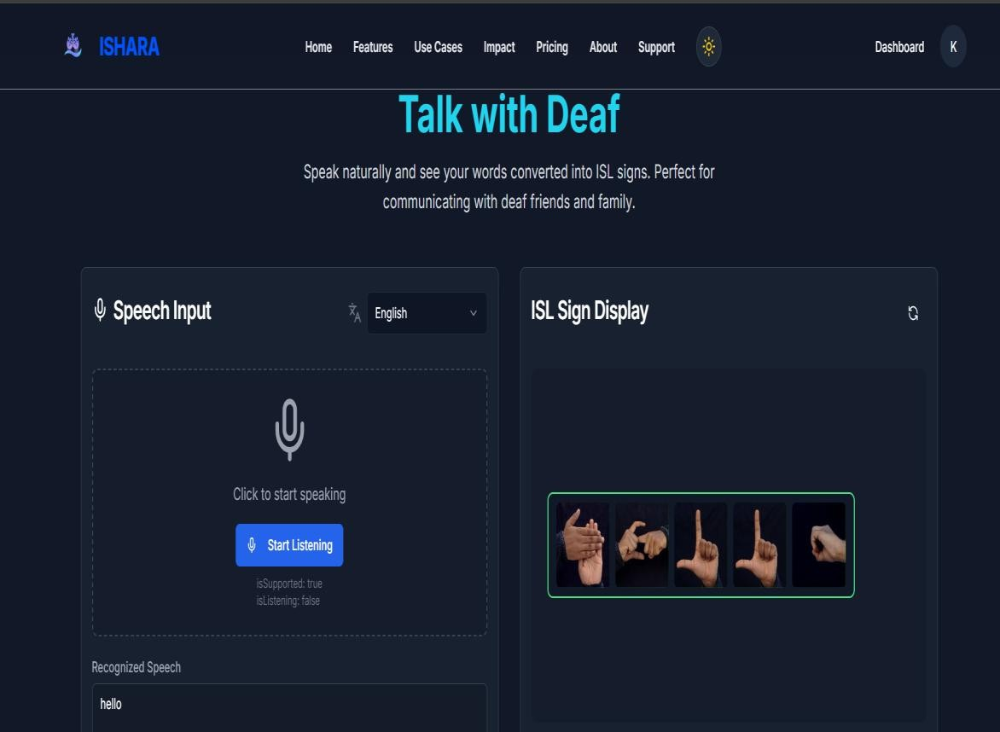 ISHARA
Home Features Use Cases Impact Pricing About Support
Dashboard K
Talk with Deaf
Speak naturally and see your words converted into ISL signs. Perfect for
communicating with deaf friends and family.
Speech Input
English
Click to start speaking
Start Listening
isSupported: true
isListening: false
Recognized Speech
hello
ISL Sign Display